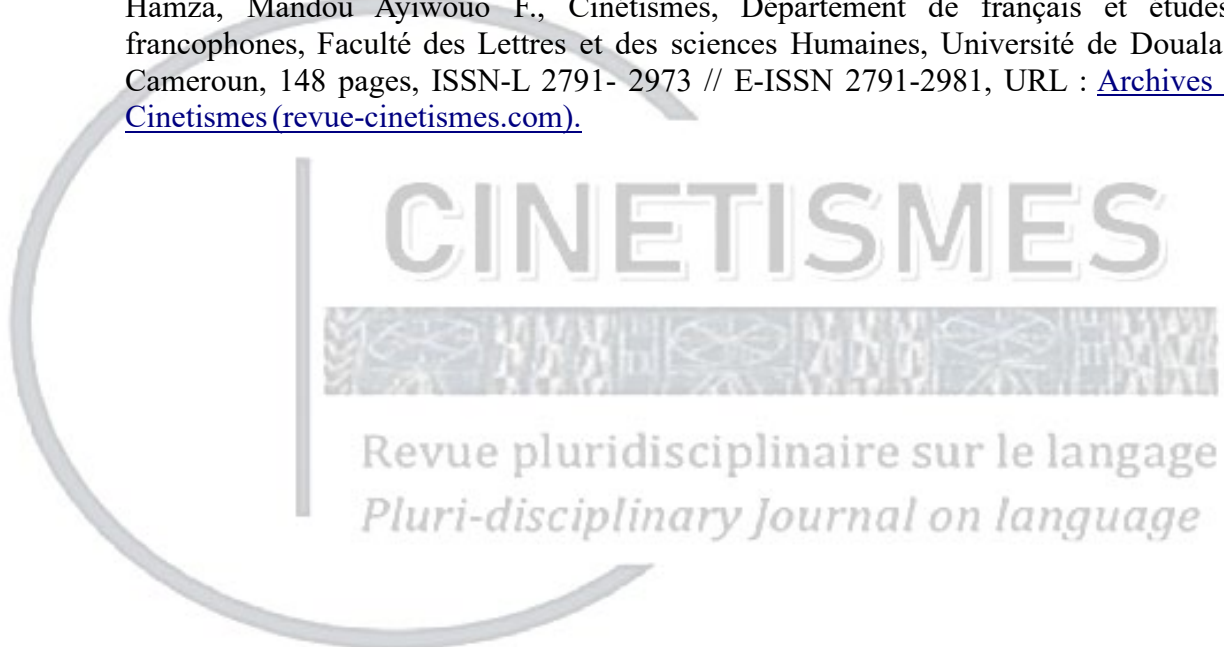 Hamza, Mandou Ayiwouo F., Cinétismes, Département de français et études
francophones, Faculté des Lettres et des sciences Humaines, Université de Douala
Cameroun, 148 pages, ISSN-L 2791- 2973 // E-ISSN 2791-2981, URL : Archives
Cinetismes (revue-cinetismes.com).
CINETISMES
Revue pluridisciplinaire sur le langage
Pluri-disciplinary Journal on language